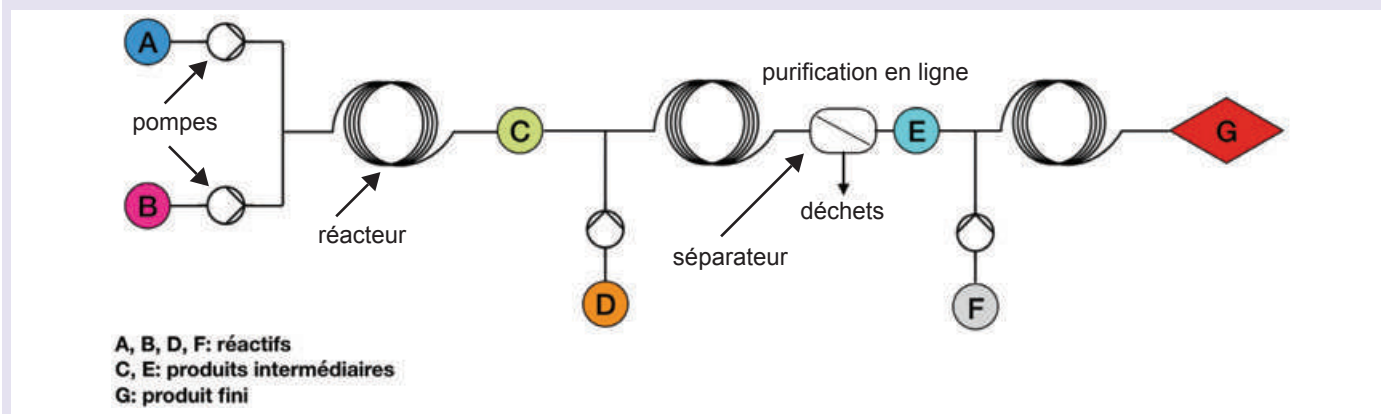 A
purification en ligne
pompes
C
E
G
B
réacteur
déchets
séparateur
D
F
A, B, D, F: réactifs
C, E: produits intermédiaires
G: produit fini